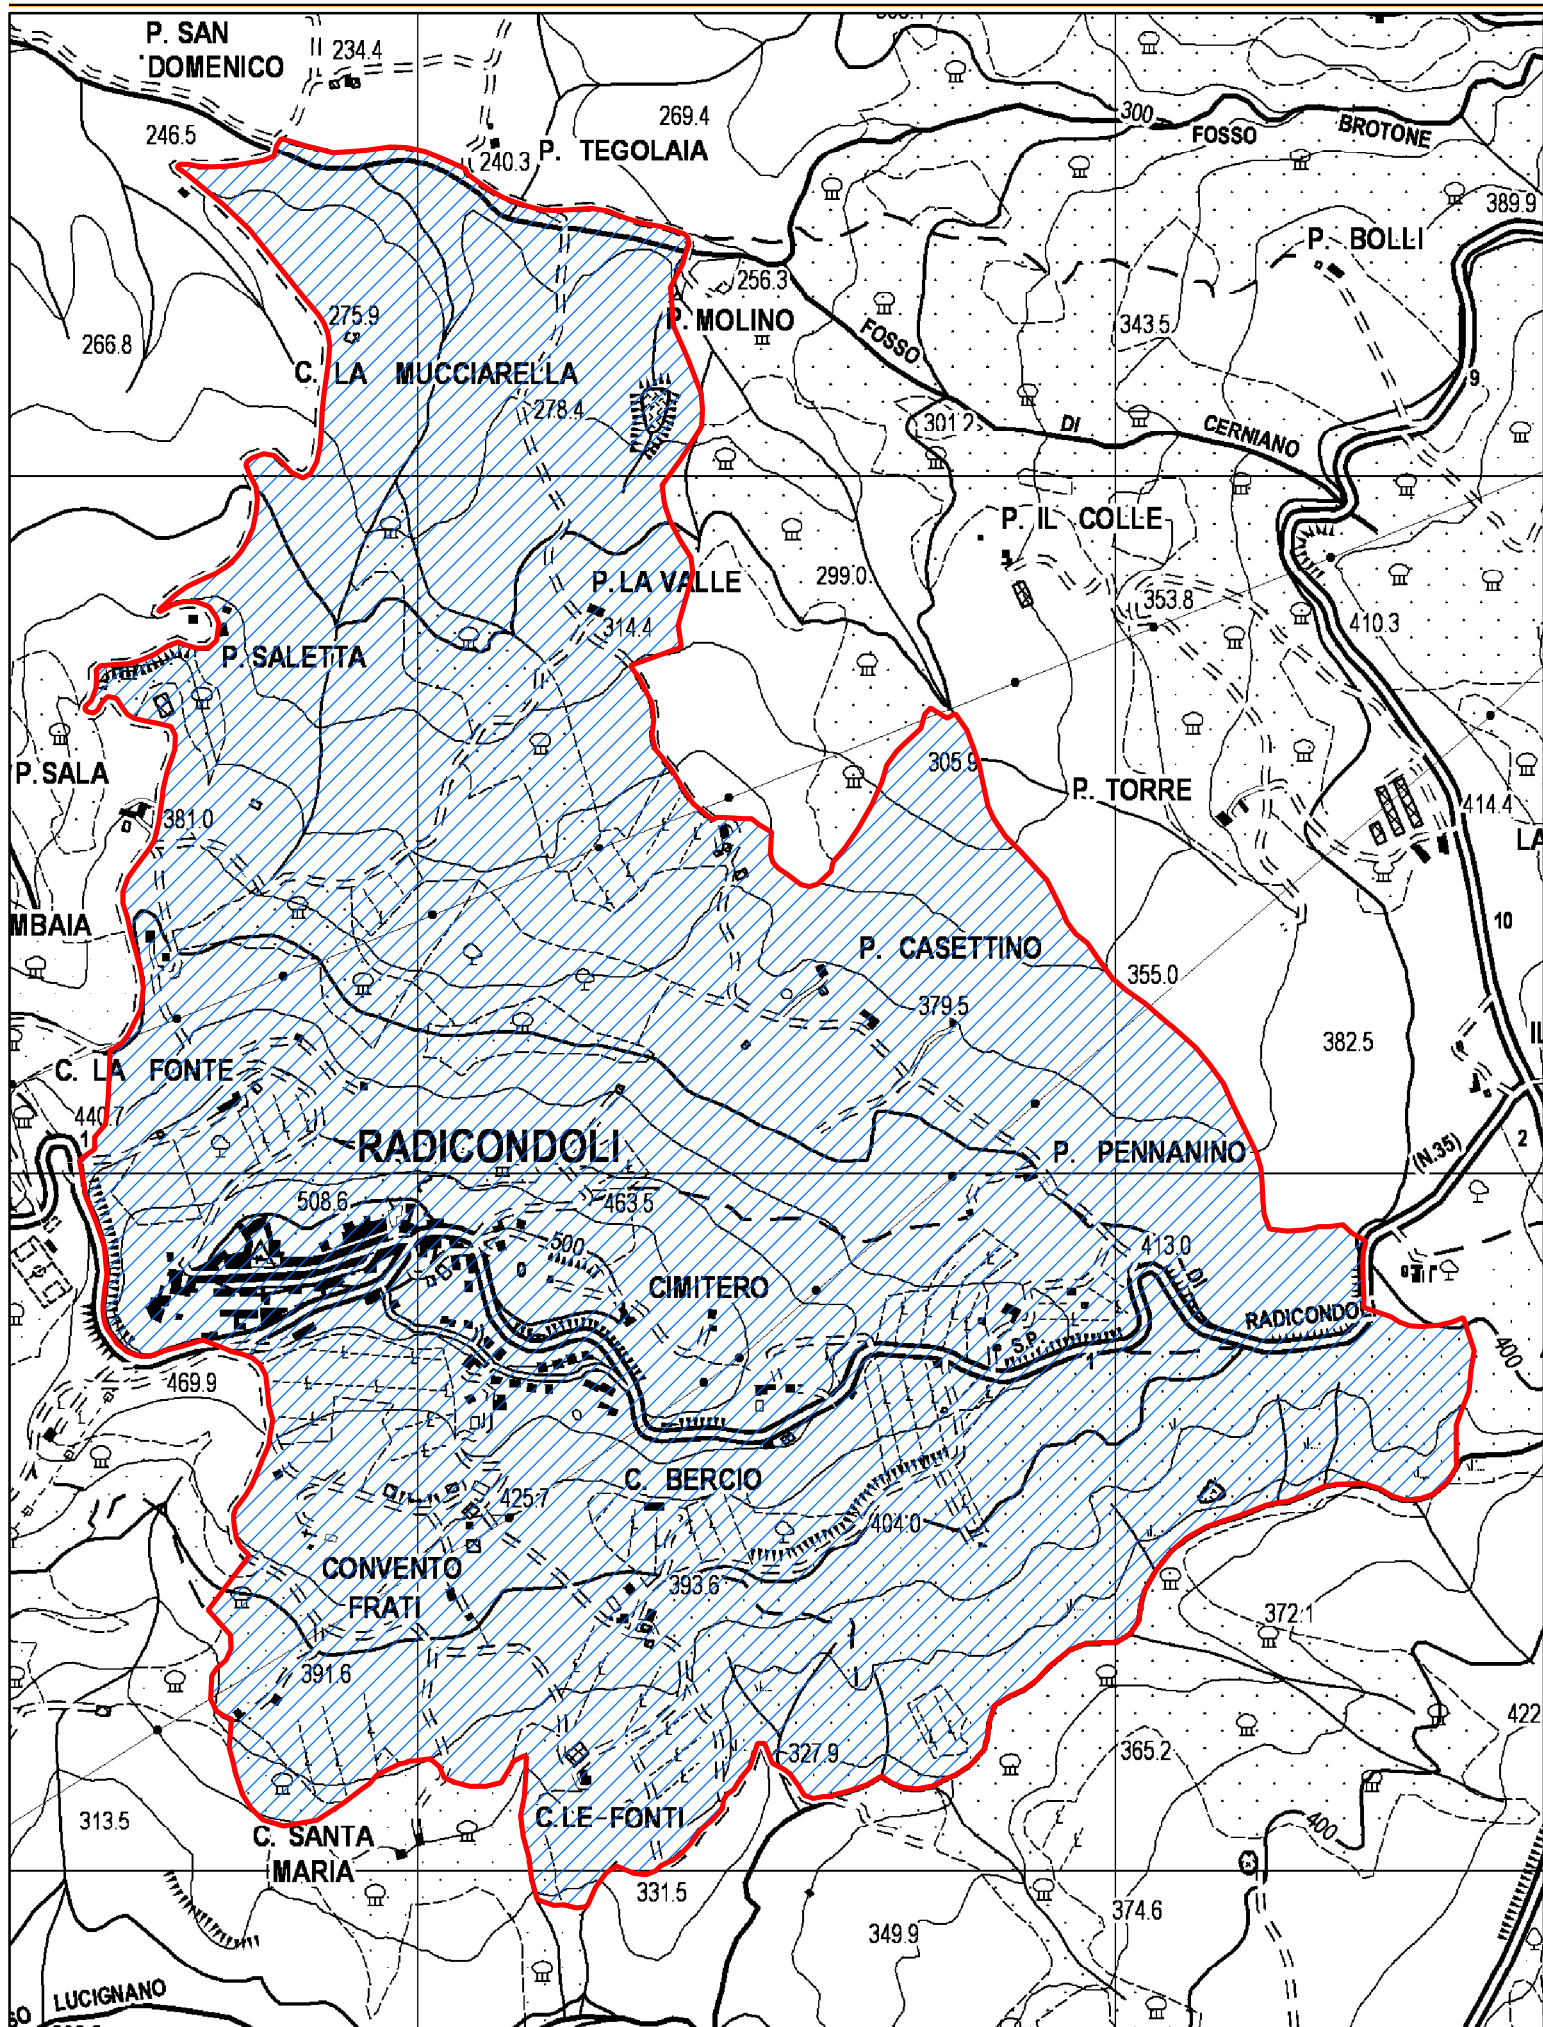 P. SAN
DOMENICO
234.4
246.5
269.4
240.3
P. TEGOLAIA
300
FOSSO
BROTONE
389.9
P. BOLLI
256.3
P. MOLINO
275.9
266.8
343.5
FOSSO
C. LA MUCCIARELLA
278.4
9
301.2
DI
CERNIANO
P. IL COLLE
P. LA VALLE
299.0
314.4
353.8
410.3
P. SALETTA
P. SALA
305.9
P. TORRE
381.0
414.4
LA
MBAIA
10
P. CASETTINO
355.0
379.5
382.5
IL
C. LA FONTE
440.7
1
RADICONDOLI
P. PENNANINO
(N.35)
2
508.6
463.5
500
413.0
CIMITERO
DI
RADICONDOLI
S.P.
1
400
469.9
C. BERCIO
425.7
404.0
CONVENTO
FRATI
393.6
372.1
391.6
422
327.9
365.2
313.5
C. LE FONTI
C. SANTA
MARIA
400
331.5
374.6
349.9
LUCIGNANO
SO